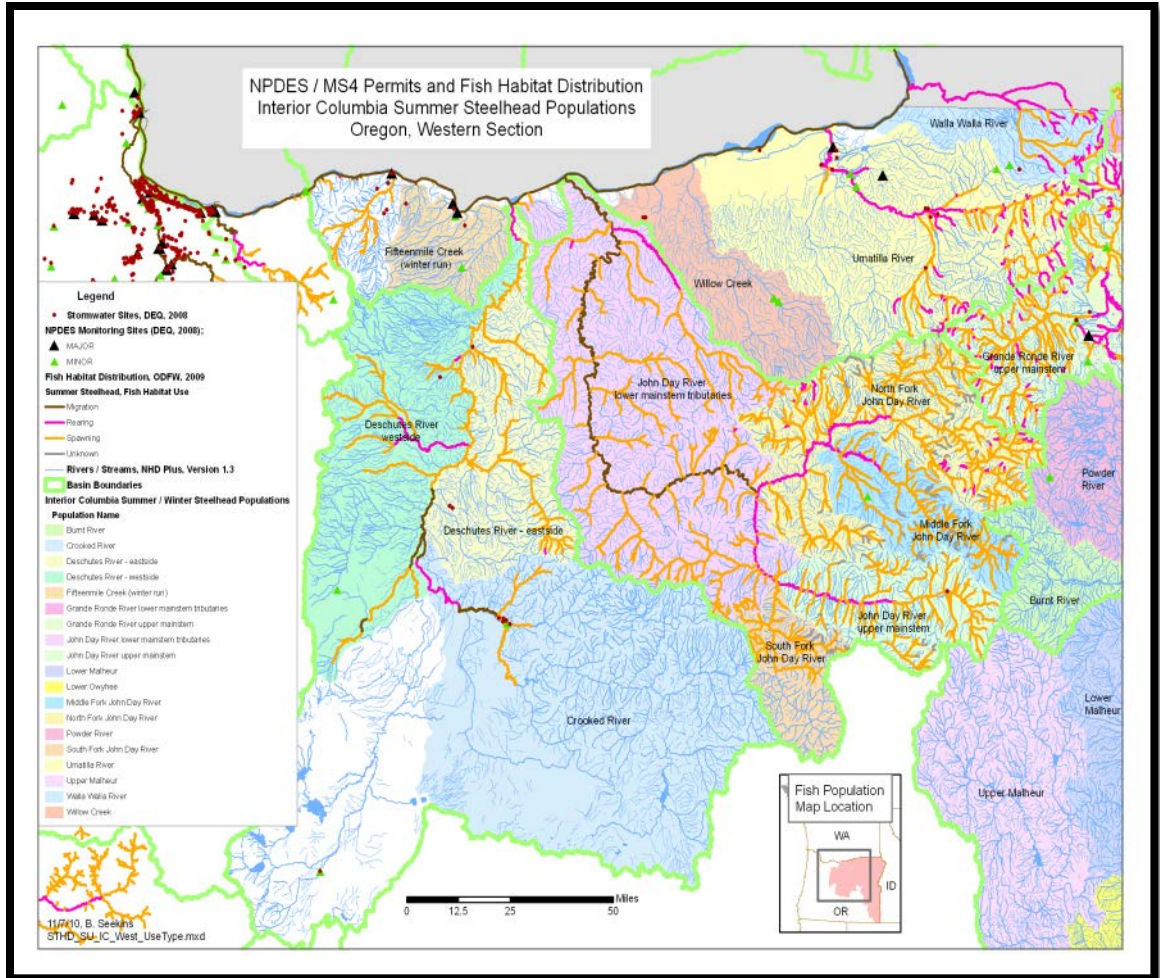 NPDES / MS4 Permits and Fish Habitat Distribution
Interior Columbia Summer Steelhead Populations
Oregon, Western Section
Walla Walla River
Fifteenmile Creek
(winter run)
Umatilla River
Willow Creek
Grande Ronde River
upper mainstem
North Fork
John Day River
John Day River
lower mainstem tributaries
Deschutes River
westside
Powder
River
Deschutes River - eastside
Middle Fork
John Day River
Burnt River
John Day River
upper mainstem
South Fork
John Day River
Lower
Malheur
Crooked River
Upper Malheur
Legend
Stormwater Sites, DEQ, 2008
NPDES Monitoring Sites (DEQ, 2008):
MAJOR
MINOR
Fish Habitat Distribution, ODFW, 2009
Summer Steelhead, Fish Habitat Use
Migration
Rearing
Spawning
Unknown
Rivers / Streams, NHD Plus, Version 1.3
Basin Boundaries
Interior Columbia Summer / Winter Steelhead Populations
Population Name
Burnt River
Crooked River
Deschutes River - eastside
Deschutes River - westside
Fifteenmile Creek (winter run)
Grande Ronde River lower mainstem tributaries
Grande Ronde River upper mainstem
John Day River lower mainstem tributaries
John Day River upper mainstem
Lower Malheur
Lower Owyhee
Middle Fork John Day River
North Fork John Day River
Powder River
South Fork John Day River
Umatilla River
Upper Malheur
Walla Walla River
Willow Creek
Fish Population
Map Location
WA
ID
OR
Miles
0 12.5 25 50
11/7/10, B. Seekins
STHD_SU_IC_West_UseType.mxd